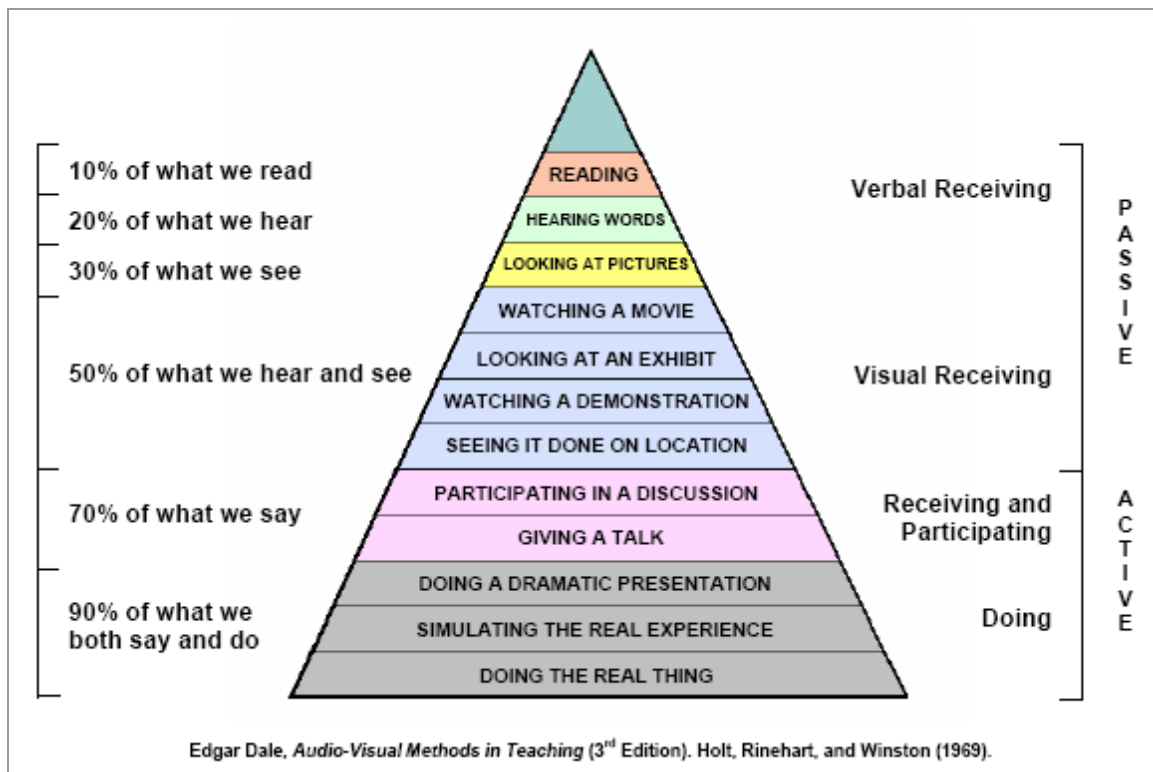 10% of what we read
20% of what we hear
30% of what we see
50% of what we hear and see
70% of what we say
90% of what we
both say and do
READING
HEARING WORDS
LOOKING AT PICTURES
WATCHING A MOVIE
LOOKING AT AN EXHIBIT
WATCHING A DEMONSTRATION
SEEING IT DONE ON LOCATION
PARTICIPATING IN A DISCUSSION
GIVING A TALK
DOING A DRAMATIC PRESENTATION
SIMULATING THE REAL EXPERIENCE
DOING THE REAL THING
Verbal Receiving
Visual Receiving
Receiving and
Participating
Doing
PASSIVE
ACTIVE
Edgar Dale, Audio-Visual Methods in Teaching (3rd Edition). Holt, Rinehart, and Winston (1969).